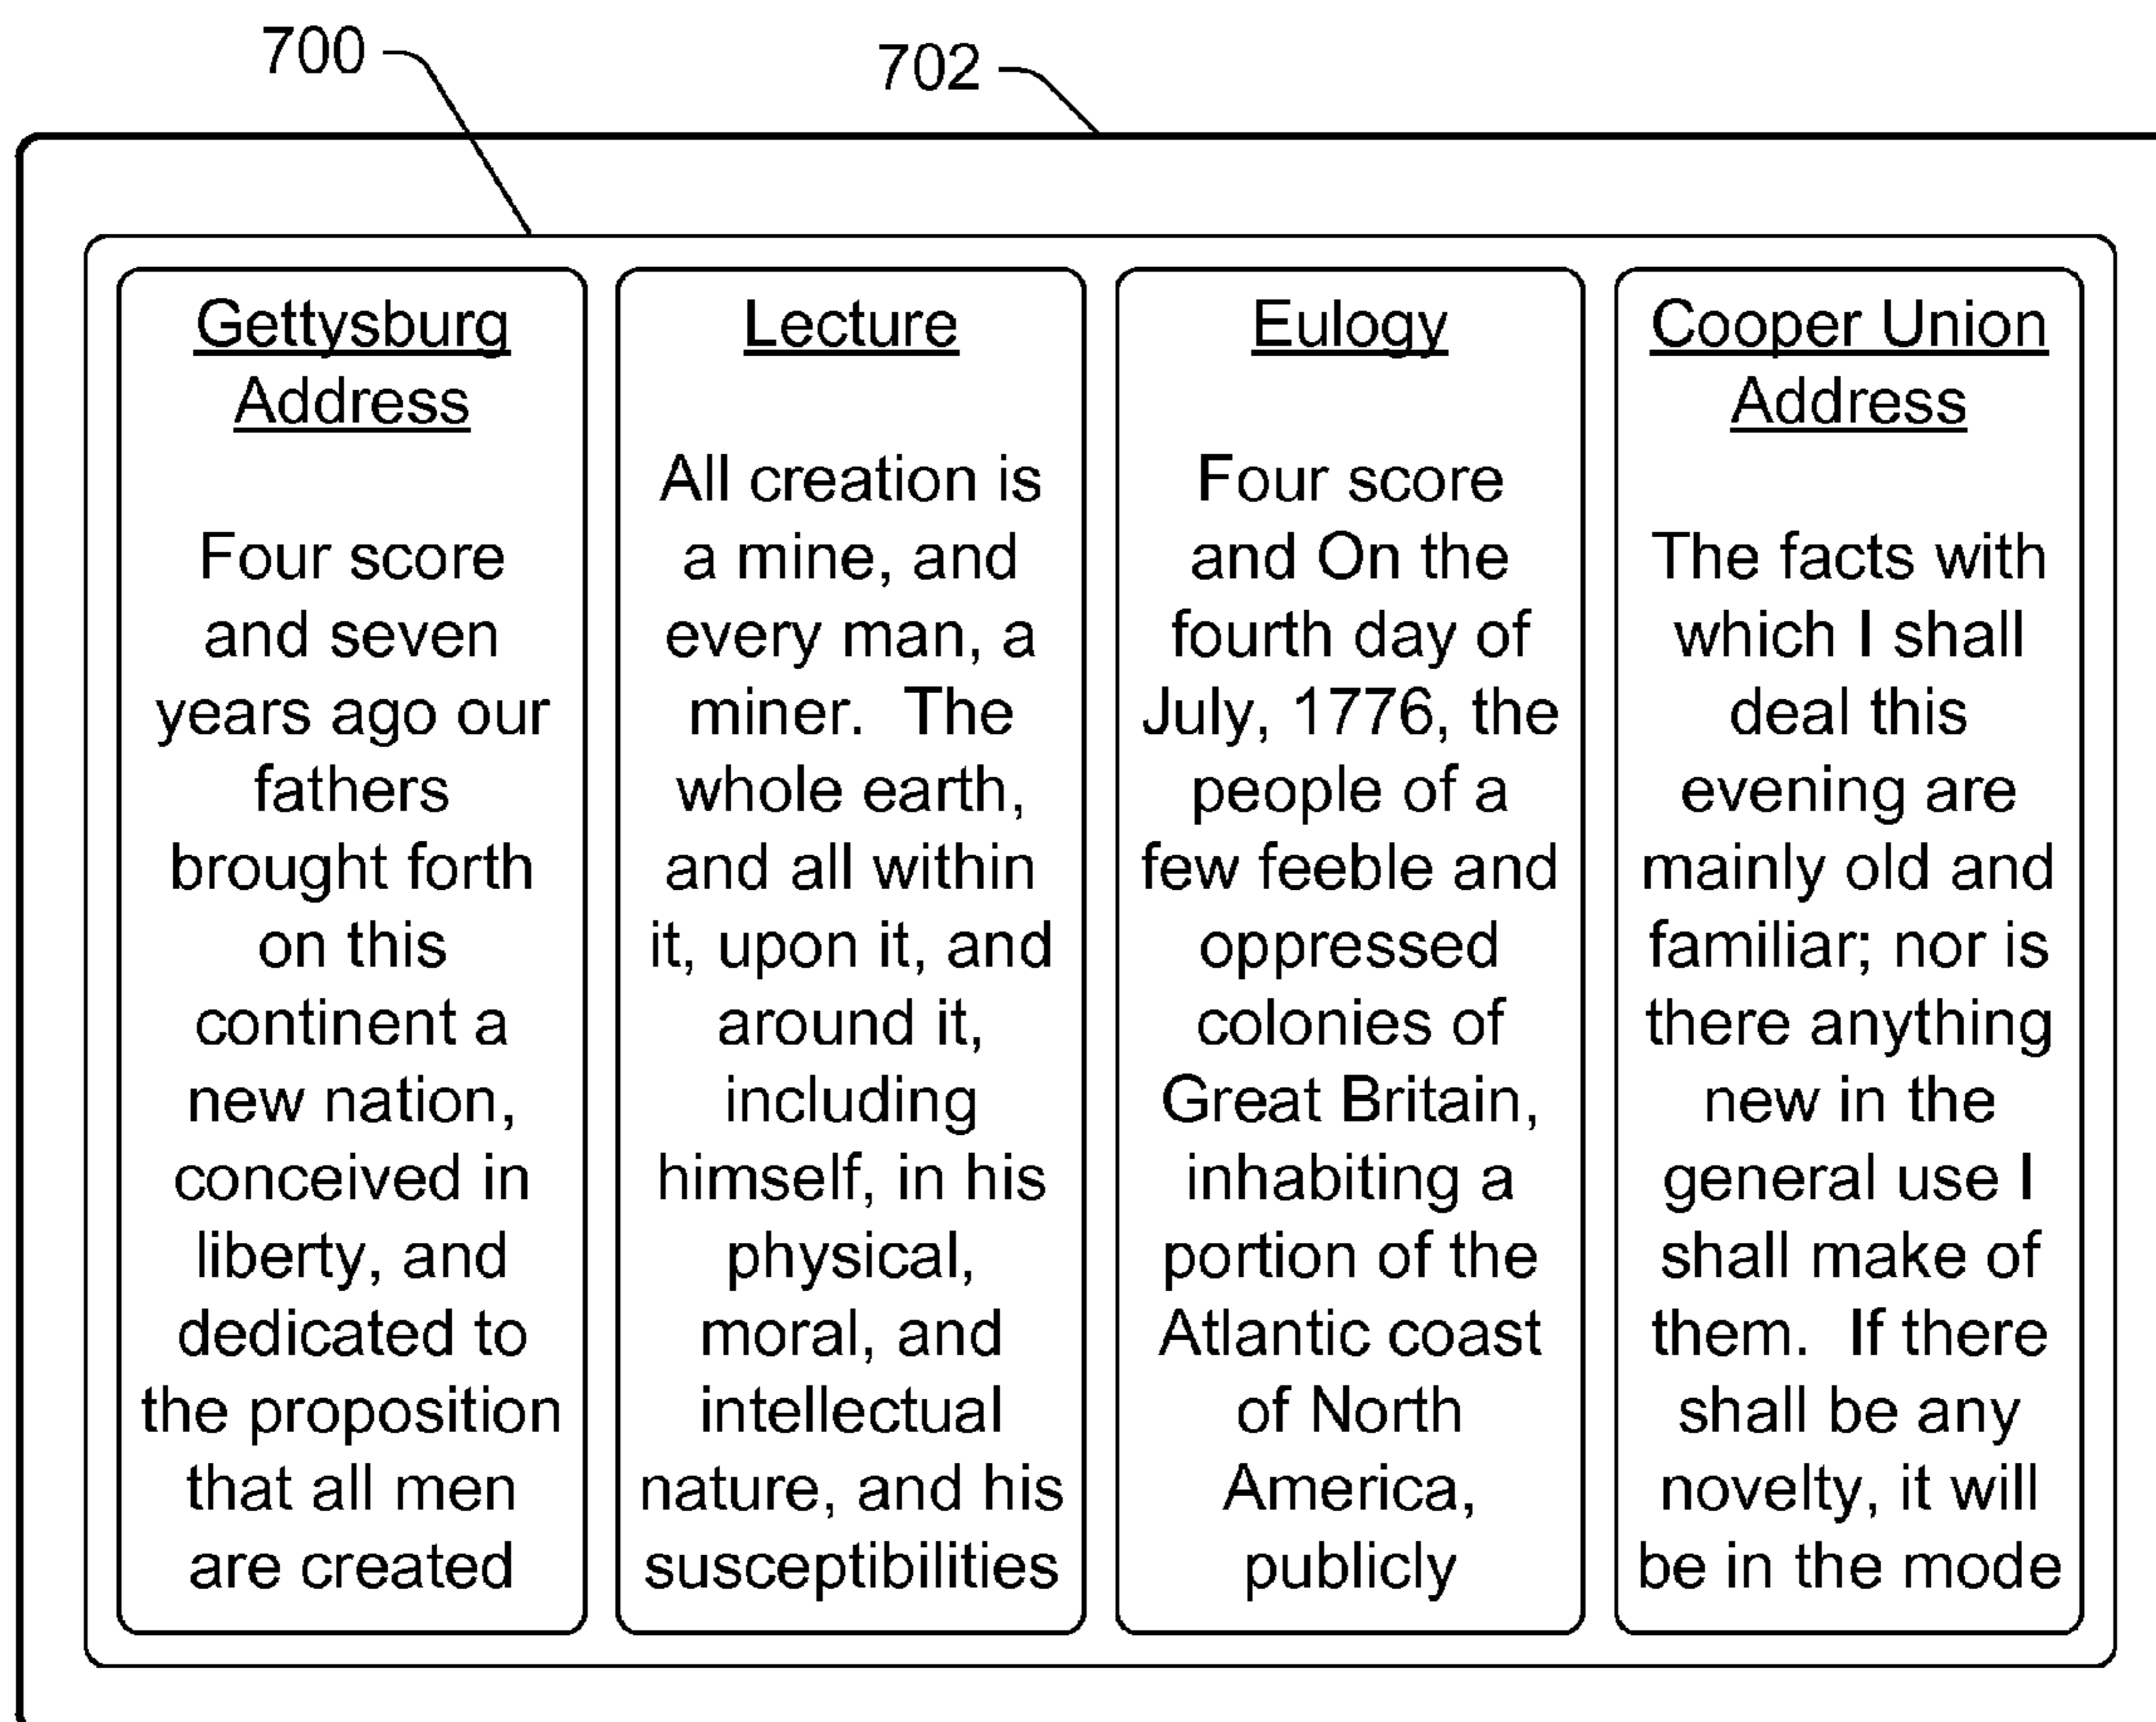 700
702
Gettysburg
Address
Four score
and seven
years ago our
fathers
brought forth
on this
continent a
new nation,
conceived in
liberty, and
dedicated to
the proposition
that all men
are created
Lecture
All creation is
a mine, and
every man, a
miner.  The
whole earth,
and all within
it, upon it, and
around it,
including
himself, in his
physical,
moral, and
intellectual
nature, and his
susceptibilities
Eulogy
Four score
and On the
fourth day of
July, 1776, the
people of a
few feeble and
oppressed
colonies of
Great Britain,
inhabiting a
portion of the
Atlantic coast
of North
America,
publicly
Cooper Union
Address
The facts with
which I shall
deal this
evening are
mainly old and
familiar; nor is
there anything
new in the
general use I
shall make of
them.  If there
shall be any
novelty, it will
be in the mode